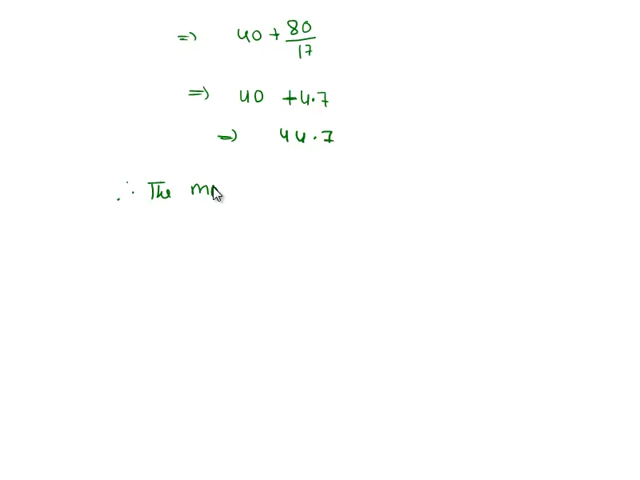 ⇒ 40 + 80/17
⇒ 40 + 4.7
⇒ 44.7
∴ The m